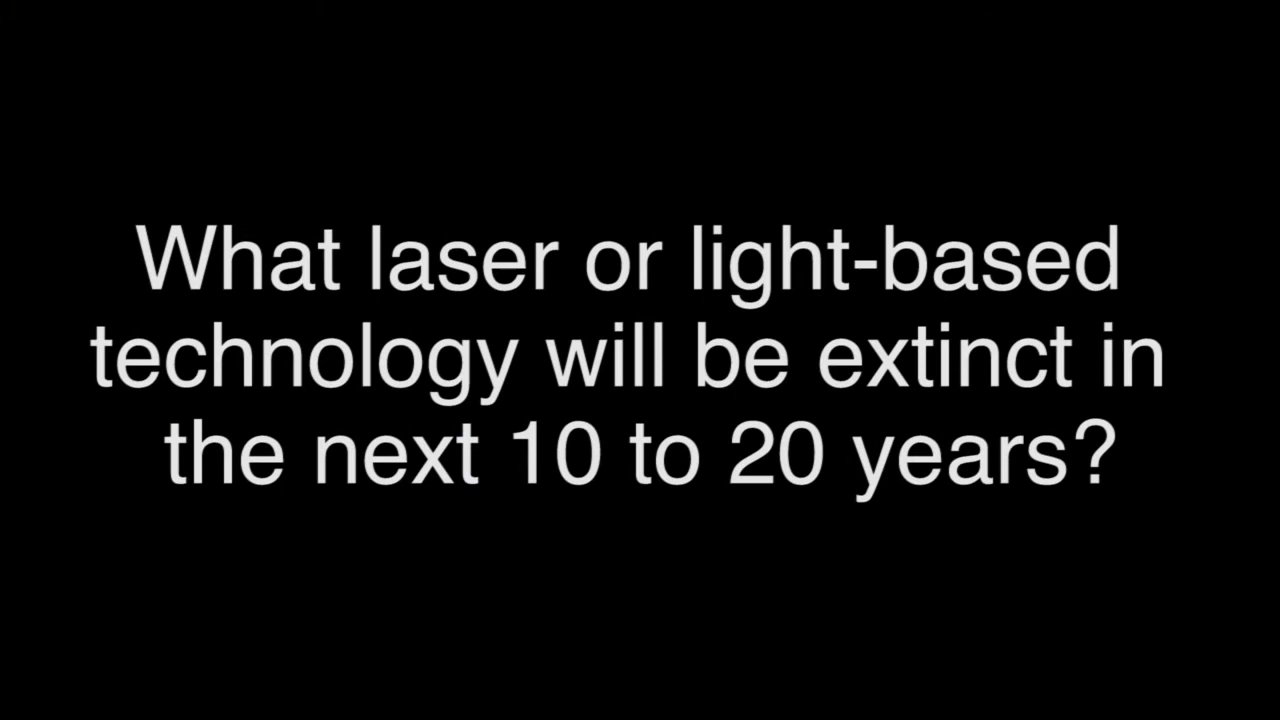 What laser or light-based
technology will be extinct in
the next 10 to 20 years?